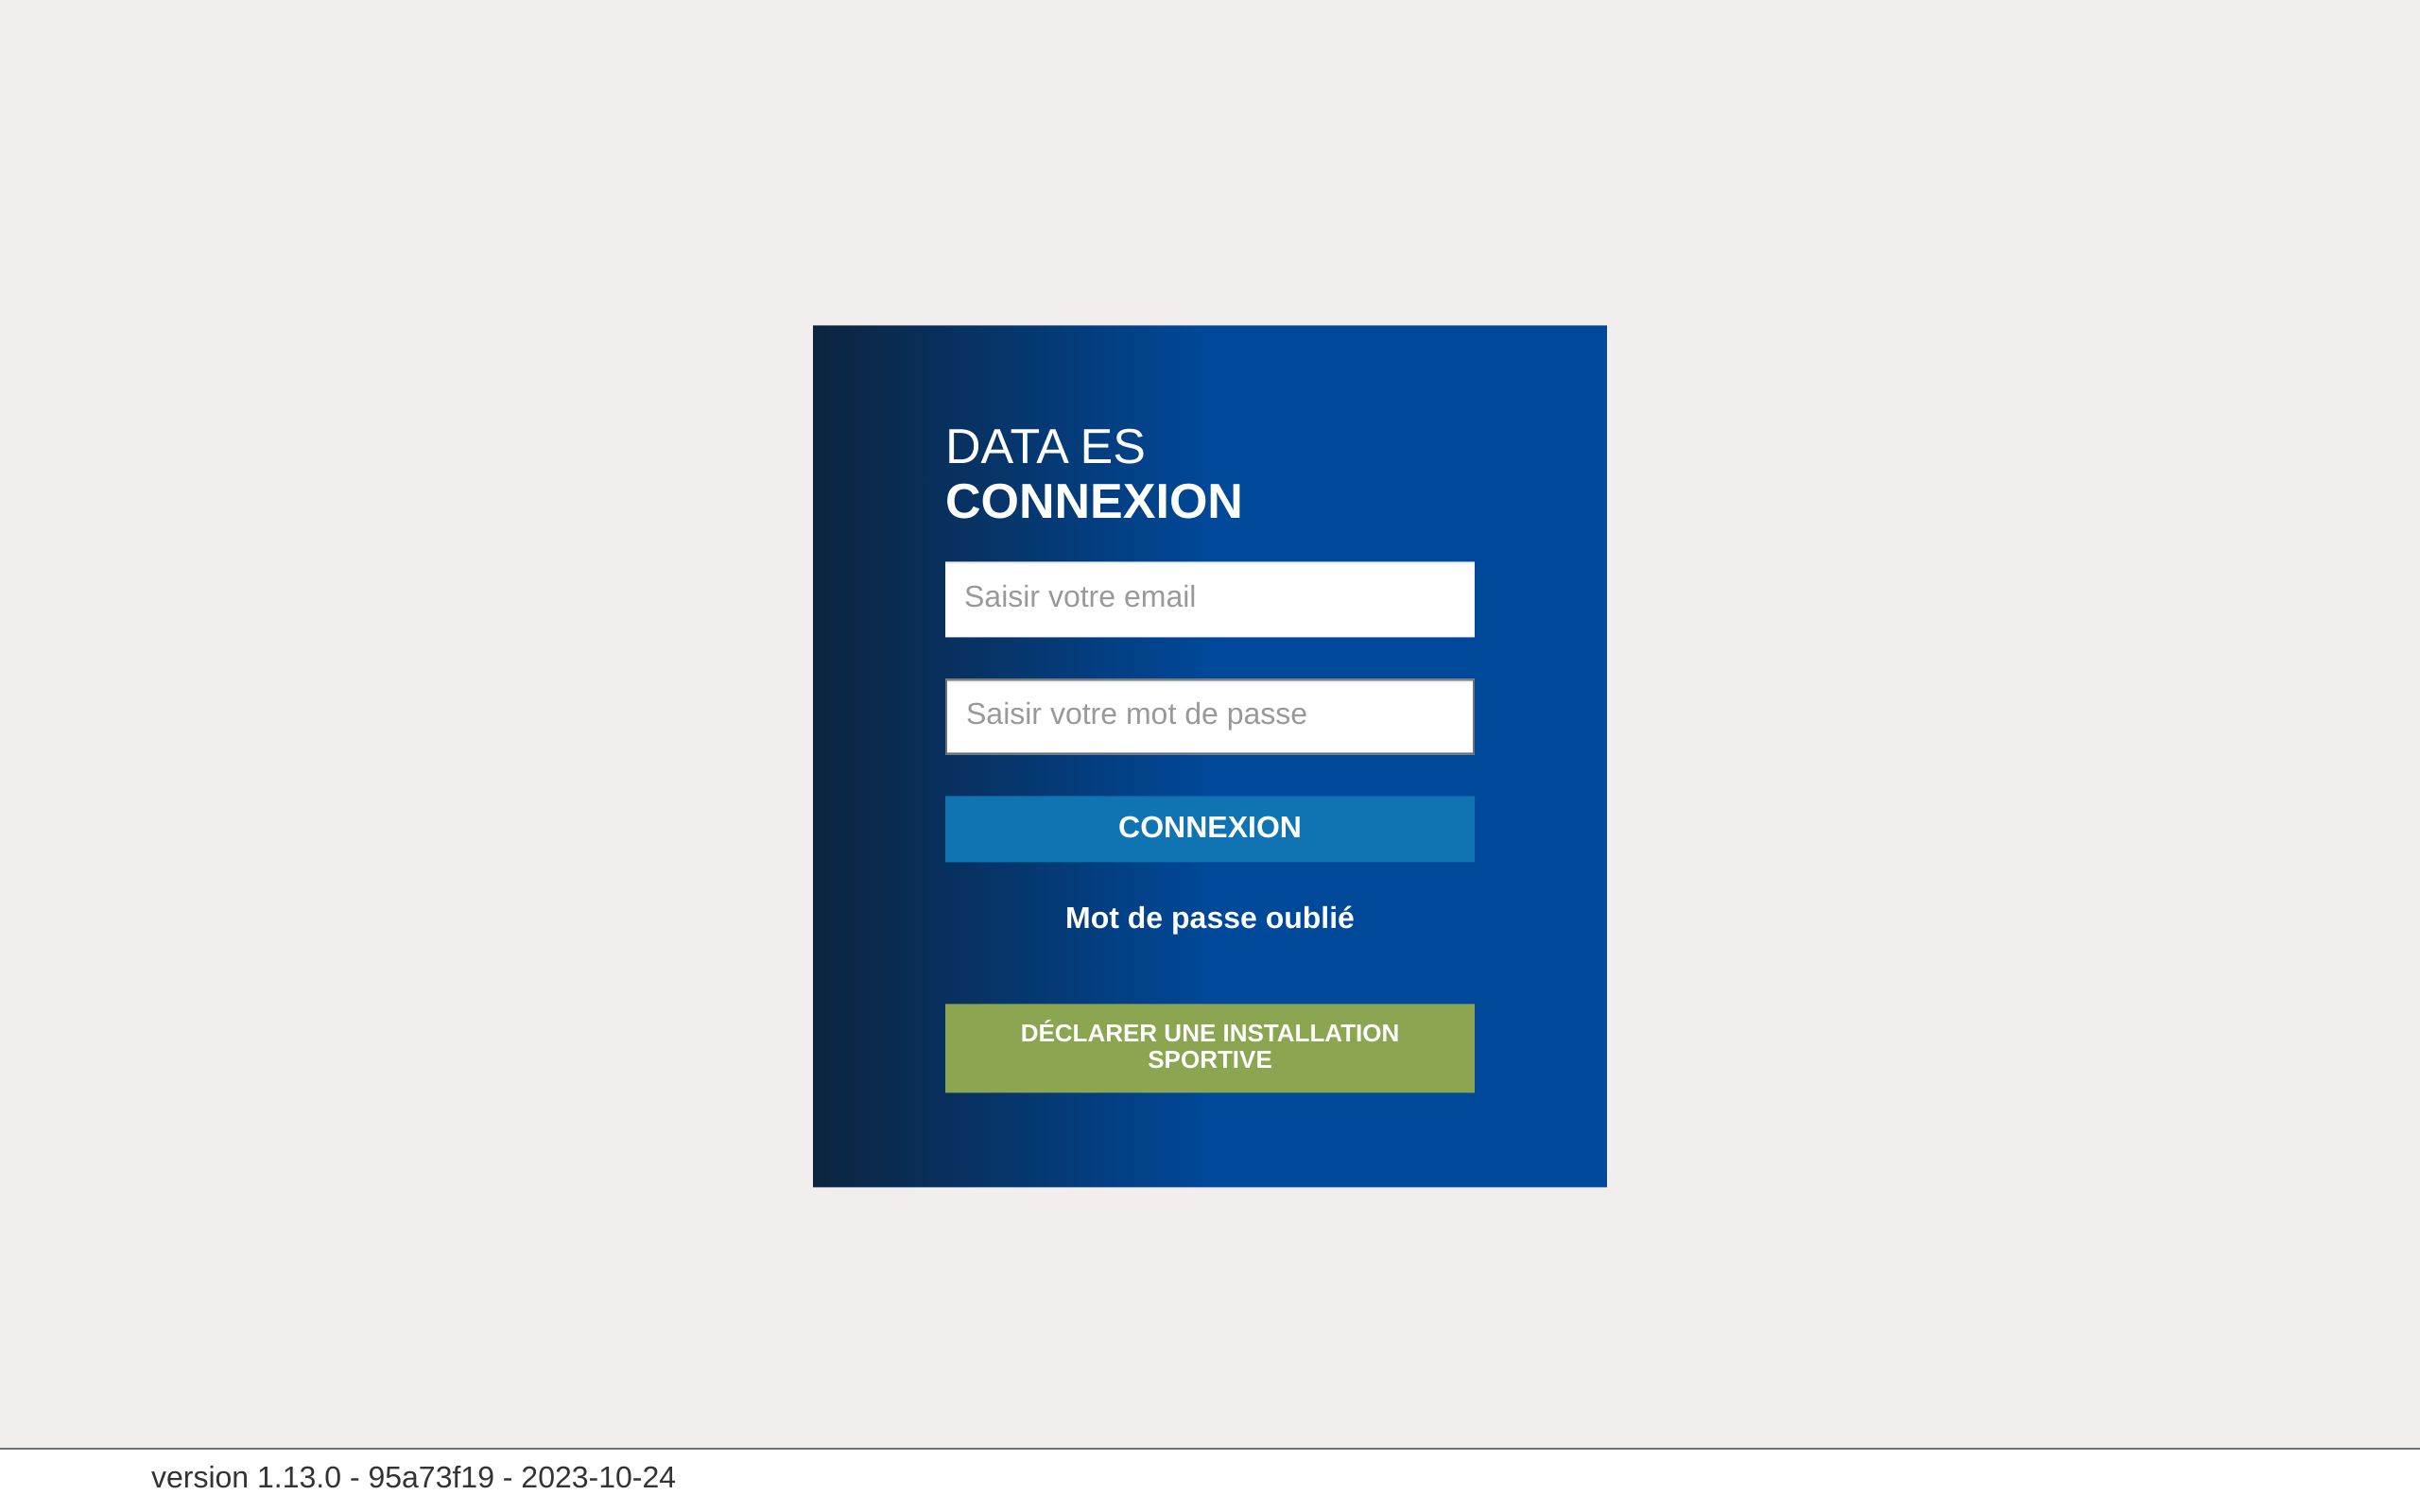 DATA ES
CONNEXION
Saisir votre email
Saisir votre mot de passe
CONNEXION
Mot de passe oublié
DÉCLARER UNE INSTALLATION
SPORTIVE
version 1.13.0 - 95a73f19 - 2023-10-24